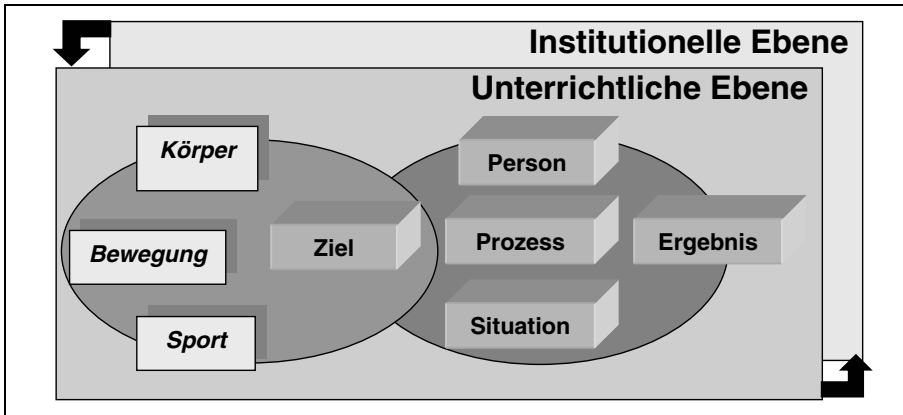 Institutionelle Ebene
Unterrichtliche Ebene
Körper
Bewegung
Sport
Ziel
Person
Prozess
Situation
Ergebnis